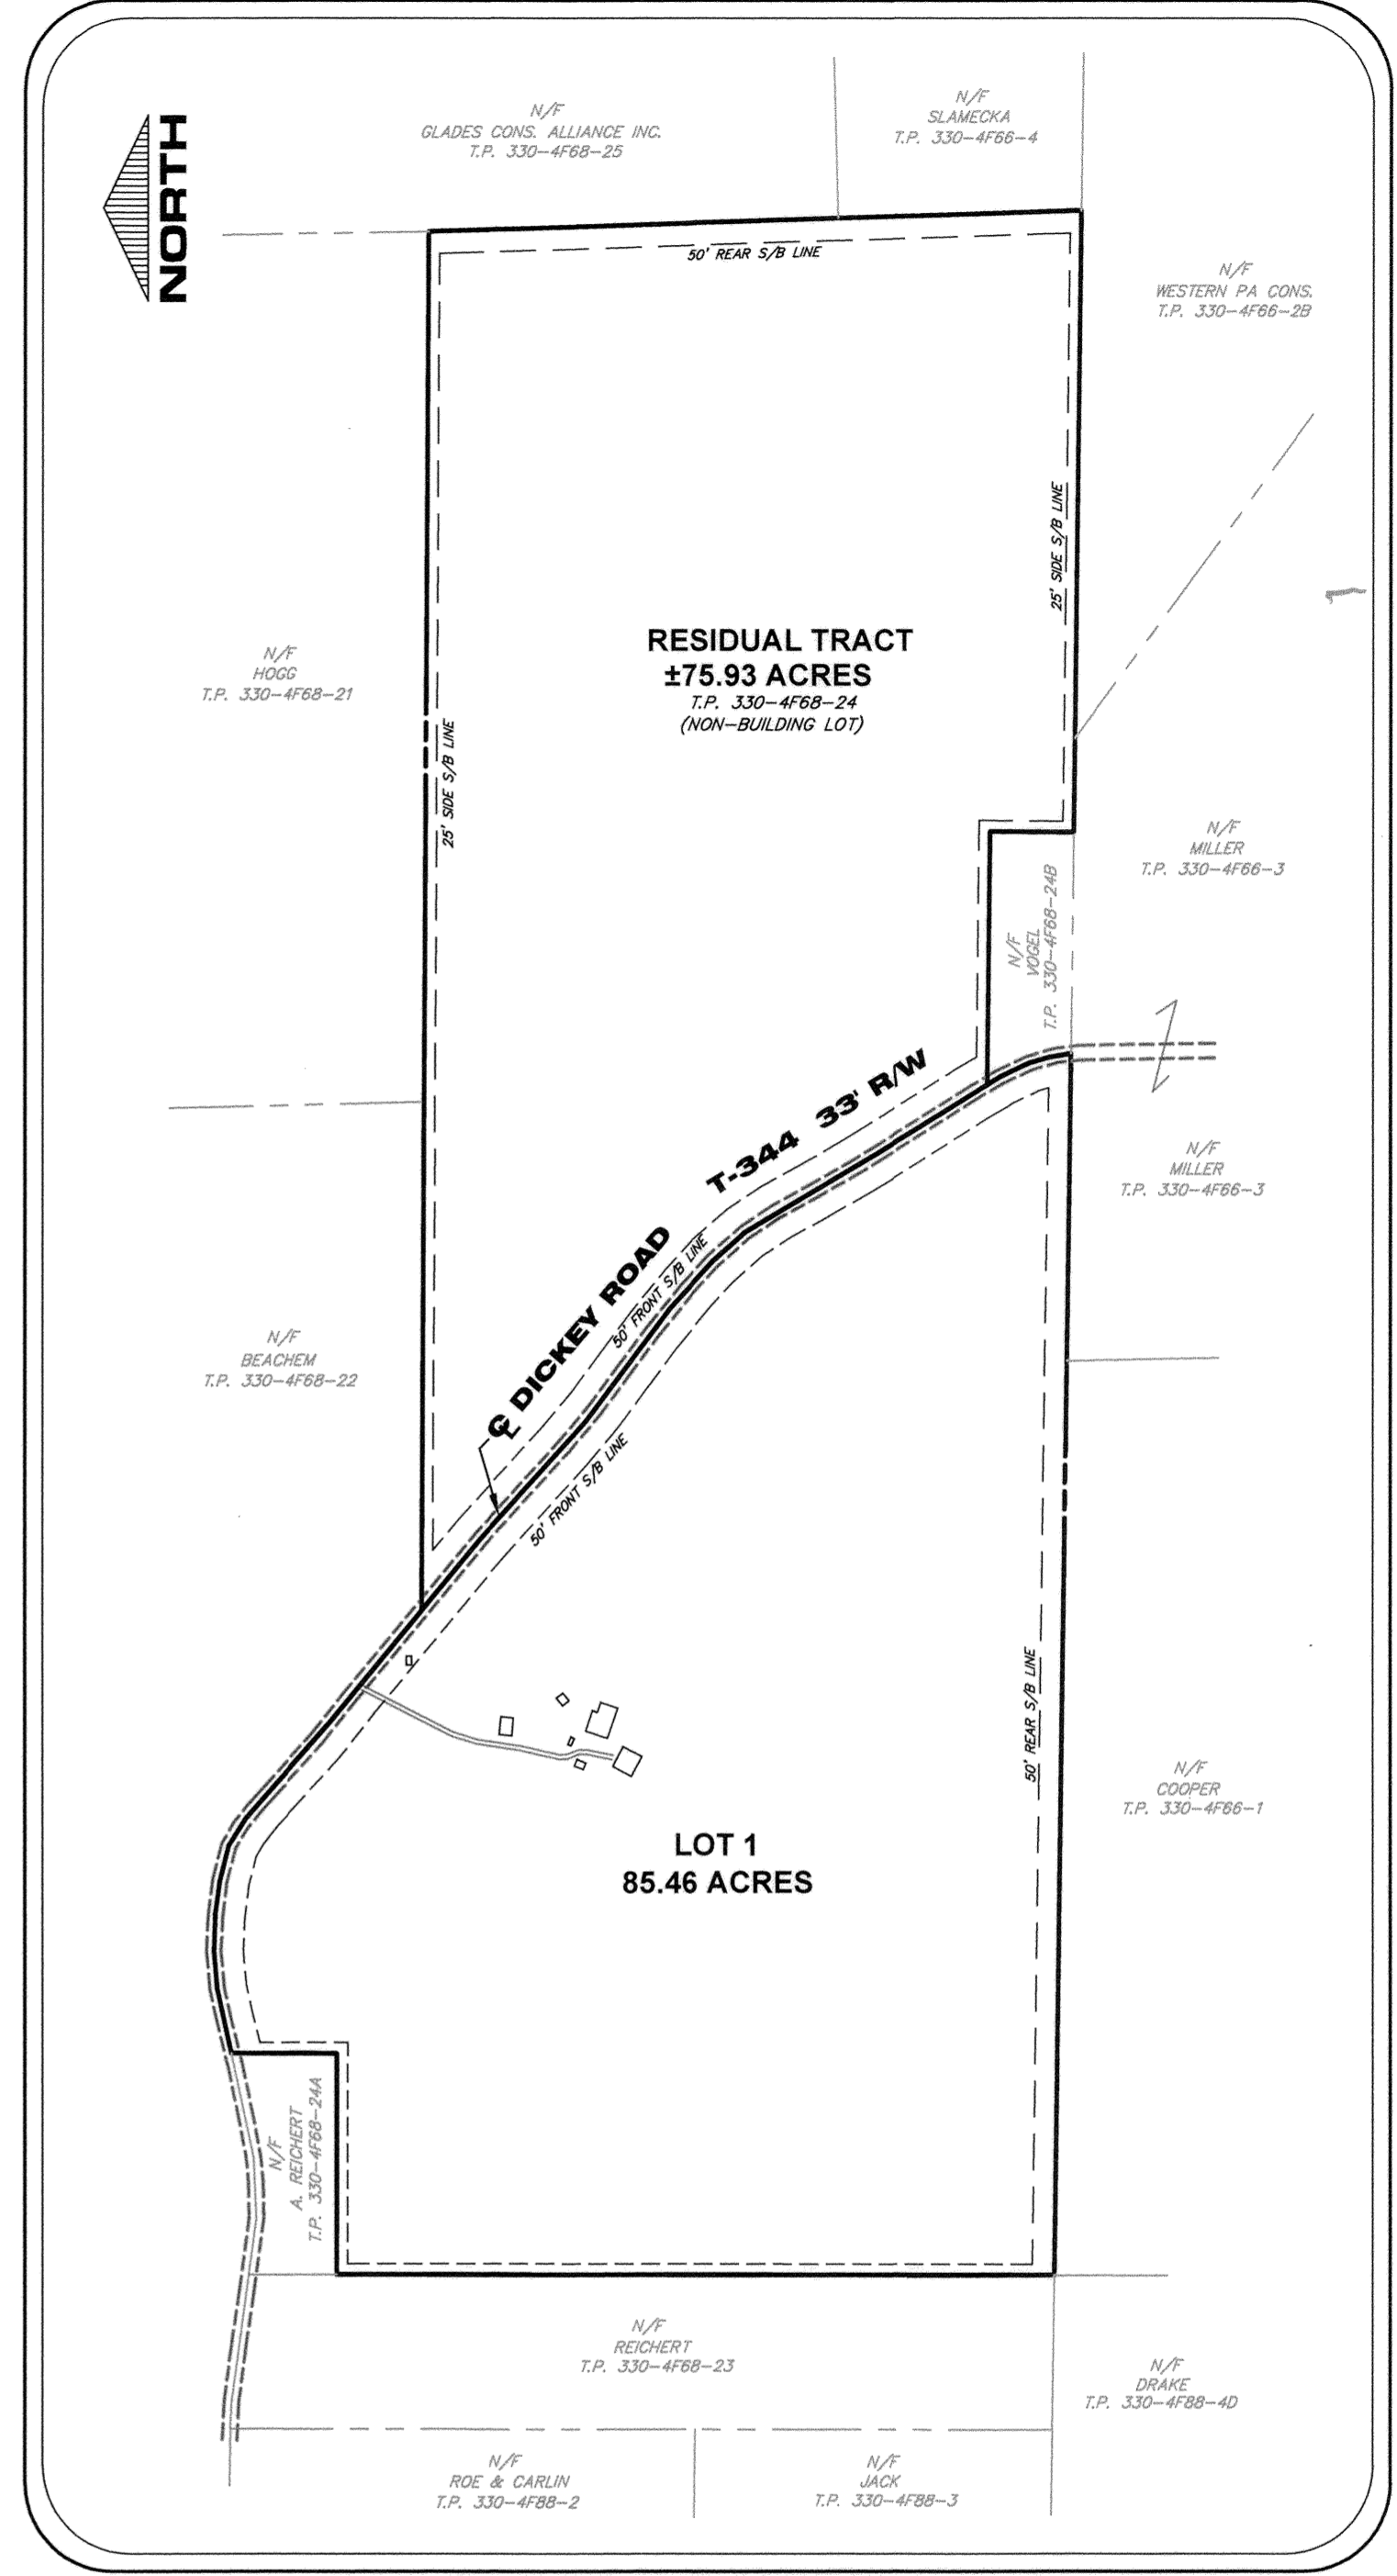 N/F
GLADES CONS. ALLIANCE INC.
T.P. 330-4F68-25
N/F
SLAMECKA
T.P. 330-4F66-4
NORTH
50' REAR S/B LINE
N/F
WESTERN PA CONS.
T.P. 330-4F66-2B
25' SIDE S/B LINE
RESIDUAL TRACT
±75.93 ACRES
T.P. 330-4F68-24
(NON-BUILDING LOT)
N/F
HOGG
T.P. 330-4F68-21
25' SIDE S/B LINE
N/F
MILLER
T.P. 330-4F66-3
N/F
VOGEL
T.P. 330-4F68-24B
T-344 33' R/W
N/F
MILLER
T.P. 330-4F66-3
℄ DICKEY ROAD
50' FRONT S/B LINE
N/F
BEACHEM
T.P. 330-4F68-22
50' FRONT S/B LINE
50' REAR S/B LINE
N/F
COOPER
T.P. 330-4F66-1
LOT 1
85.46 ACRES
N/F
A. REICHERT
T.P. 330-4F68-24A
N/F
REICHERT
T.P. 330-4F68-23
N/F
DRAKE
T.P. 330-4F88-4D
N/F
ROE & CARLIN
T.P. 330-4F88-2
N/F
JACK
T.P. 330-4F88-3